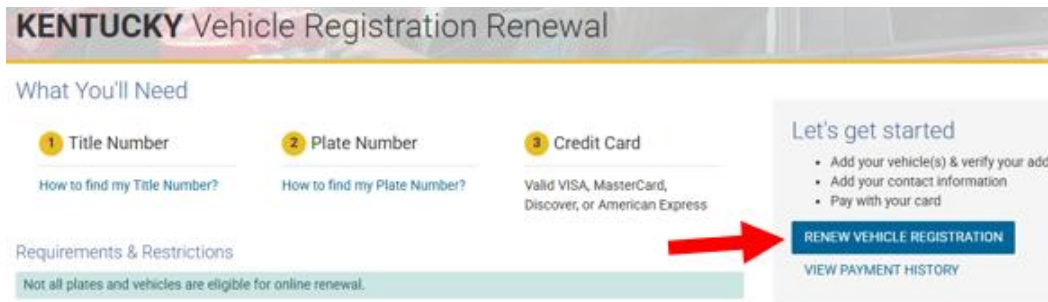 KENTUCKY Vehicle Registration Renewal
What You'll Need
1 Title Number
How to find my Title Number?
2 Plate Number
How to find my Plate Number?
3 Credit Card
Valid VISA, MasterCard,
Discover, or American Express
Requirements & Restrictions
Not all plates and vehicles are eligible for online renewal.
Let's get started
• Add your vehicle(s) & verify your add
• Add your contact information
• Pay with your card
RENEW VEHICLE REGISTRATION
VIEW PAYMENT HISTORY